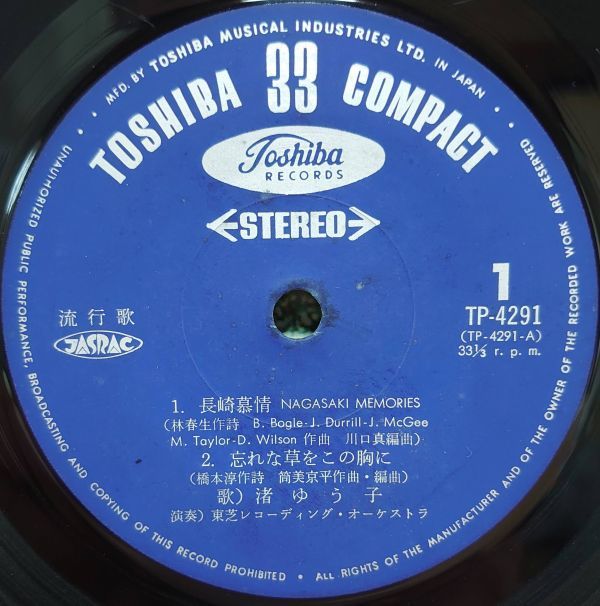 • MFD. BY TOSHIBA MUSICAL INDUSTRIES LTD. IN JAPAN •
TOSHIBA 33 COMPACT
Toshiba
RECORDS
STEREO
1
TP-4291
(TP-4291-A)
33⅓ r. p. m.
流行歌
JASRAC
1. 長崎慕情 NAGASAKI MEMORIES
(林春生作詩 B. Bogle-J. Durrill-J. McGee
M. Taylor-D. Wilson 作曲 川口真編曲)
2. 忘れな草をこの胸に
(橋本淳作詩 筒美京平作曲・編曲)
歌) 渚 ゆ う 子
演奏) 東芝レコーディング・オーケストラ
UNAUTHORIZED PUBLIC PERFORMANCE, BROADCASTING AND COPYING OF THIS RECORD PROHIBITED • ALL RIGHTS OF THE MANUFACTURER AND OF THE OWNER OF THE RECORDED WORK ARE RESERVED